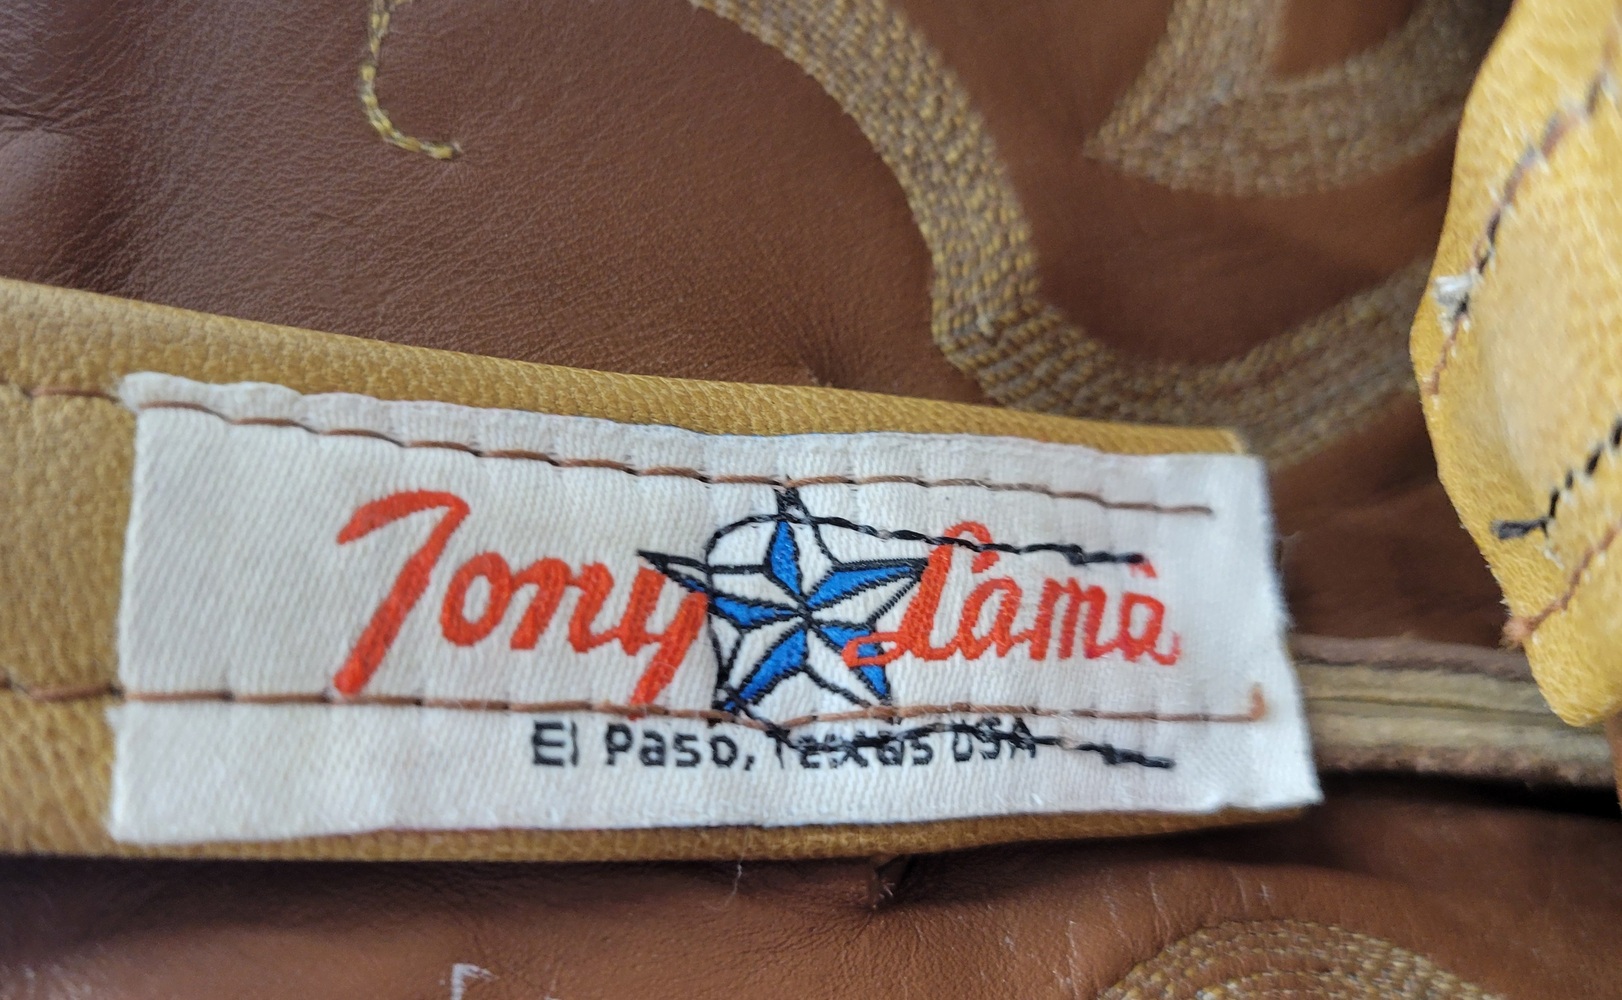 Tony Lama
El Paso, Texas USA